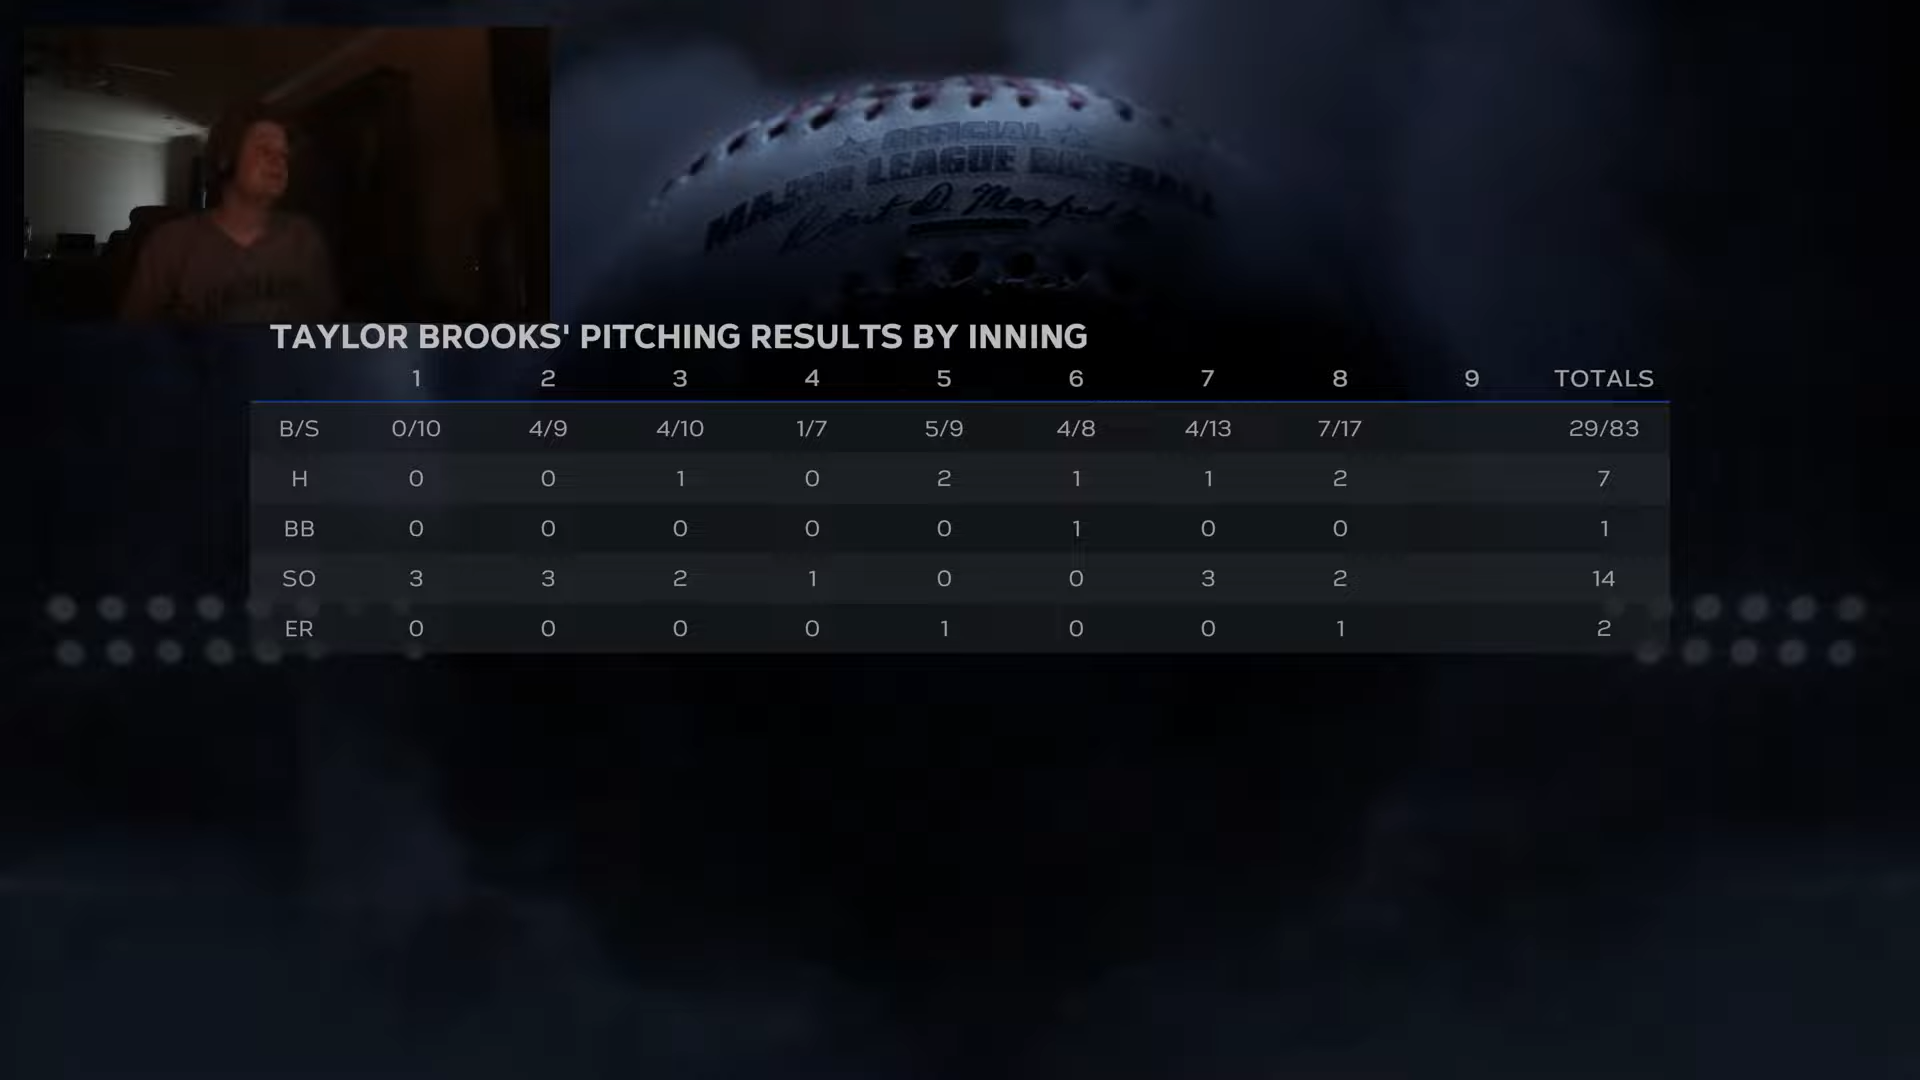 OFFICIAL
MAJOR LEAGUE BASEBALL
TAYLOR BROOKS' PITCHING RESULTS BY INNING
1 2 3 4 5 6 7 8 9 TOTALS
B/S 0/10 4/9 4/10 1/7 5/9 4/8 4/13 7/17 29/83
H 0 0 1 0 2 1 1 2 7
BB 0 0 0 0 0 1 0 0 1
SO 3 3 2 1 0 0 3 2 14
ER 0 0 0 0 1 0 0 1 2